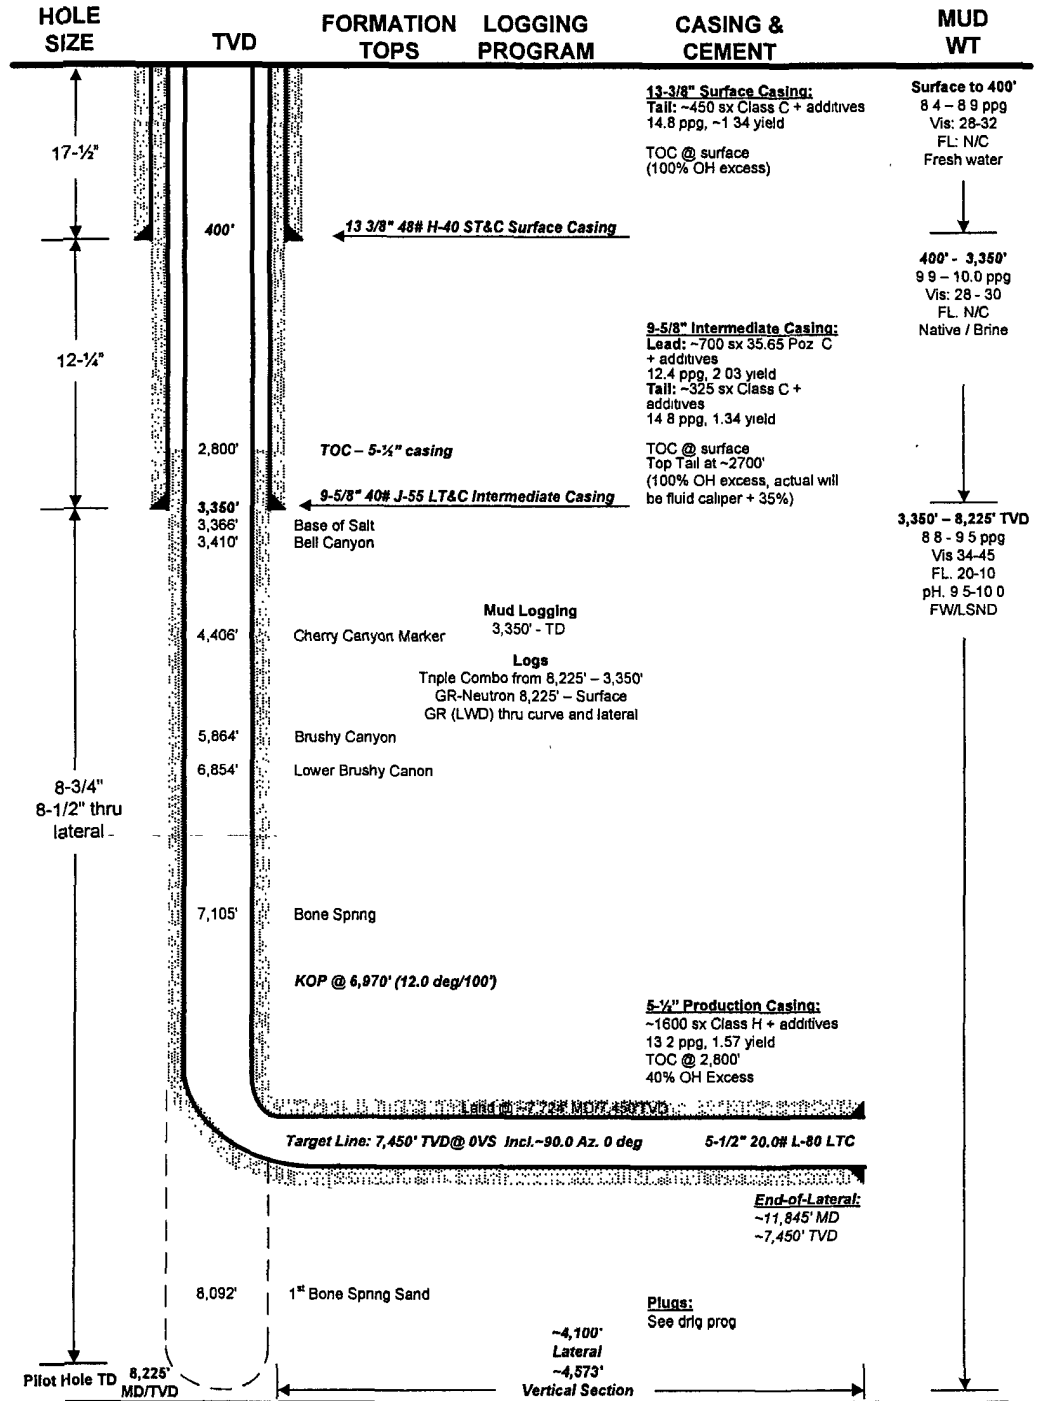 HOLE SIZE
TVD
FORMATION TOPS
LOGGING PROGRAM
CASING & CEMENT
MUD WT
17-½"
400'
13 3/8" 48# H-40 ST&C Surface Casing
13-3/8" Surface Casing:
Tail: ~450 sx Class C + additives
14.8 ppg, ~1 34 yield
TOC @ surface
(100% OH excess)
Surface to 400'
8 4 – 8 9 ppg
Vis: 28-32
FL: N/C
Fresh water
12-¼"
2,800'
TOC – 5-½" casing
9-5/8" 40# J-55 LT&C Intermediate Casing
9-5/8" Intermediate Casing:
Lead: ~700 sx 35.65 Poz C
+ additives
12.4 ppg, 2 03 yield
Tail: ~325 sx Class C +
additives
14 8 ppg, 1.34 yield
TOC @ surface
Top Tail at ~2700'
(100% OH excess, actual will
be fluid caliper + 35%)
400' - 3,350'
9 9 – 10.0 ppg
Vis: 28 - 30
FL. N/C
Native / Brine
3,350'
3,366' Base of Salt
3,410' Bell Canyon
4,406' Cherry Canyon Marker
5,864' Brushy Canyon
6,854' Lower Brushy Canon
7,105' Bone Spring
Mud Logging
3,350' - TD
Logs
Triple Combo from 8,225' – 3,350'
GR-Neutron 8,225' – Surface
GR (LWD) thru curve and lateral
3,350' – 8,225' TVD
8 8 - 9 5 ppg
Vis 34-45
FL. 20-10
pH. 9 5-10 0
FW/LSND
8-3/4"
8-1/2" thru
lateral
KOP @ 6,970' (12.0 deg/100')
5-½" Production Casing:
~1600 sx Class H + additives
13 2 ppg, 1.57 yield
TOC @ 2,800'
40% OH Excess
Land @ ~7,724' MD/7,450'TVD
Target Line: 7,450' TVD@ 0VS Incl.~90.0 Az. 0 deg
5-1/2" 20.0# L-80 LTC
End-of-Lateral:
~11,845' MD
~7,450' TVD
8,092' 1st Bone Spring Sand
Plugs:
See drlg prog
~4,100'
Lateral
~4,573'
Vertical Section
Pilot Hole TD
8,225'
MD/TVD